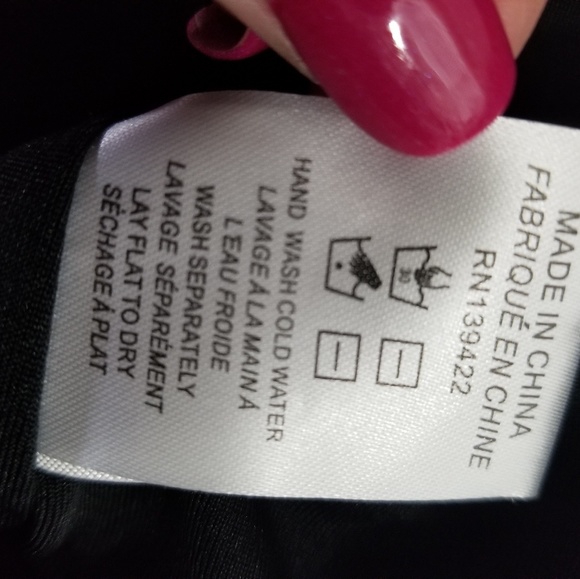 MADE IN CHINA
FABRIQUÉ EN CHINE
RN139422
30
HAND WASH COLD WATER
LAVAGE À LA MAIN À
L'EAU FROIDE
WASH SEPARATELY
LAVAGE SÉPARÉMENT
LAY FLAT TO DRY
SÉCHAGE À PLAT